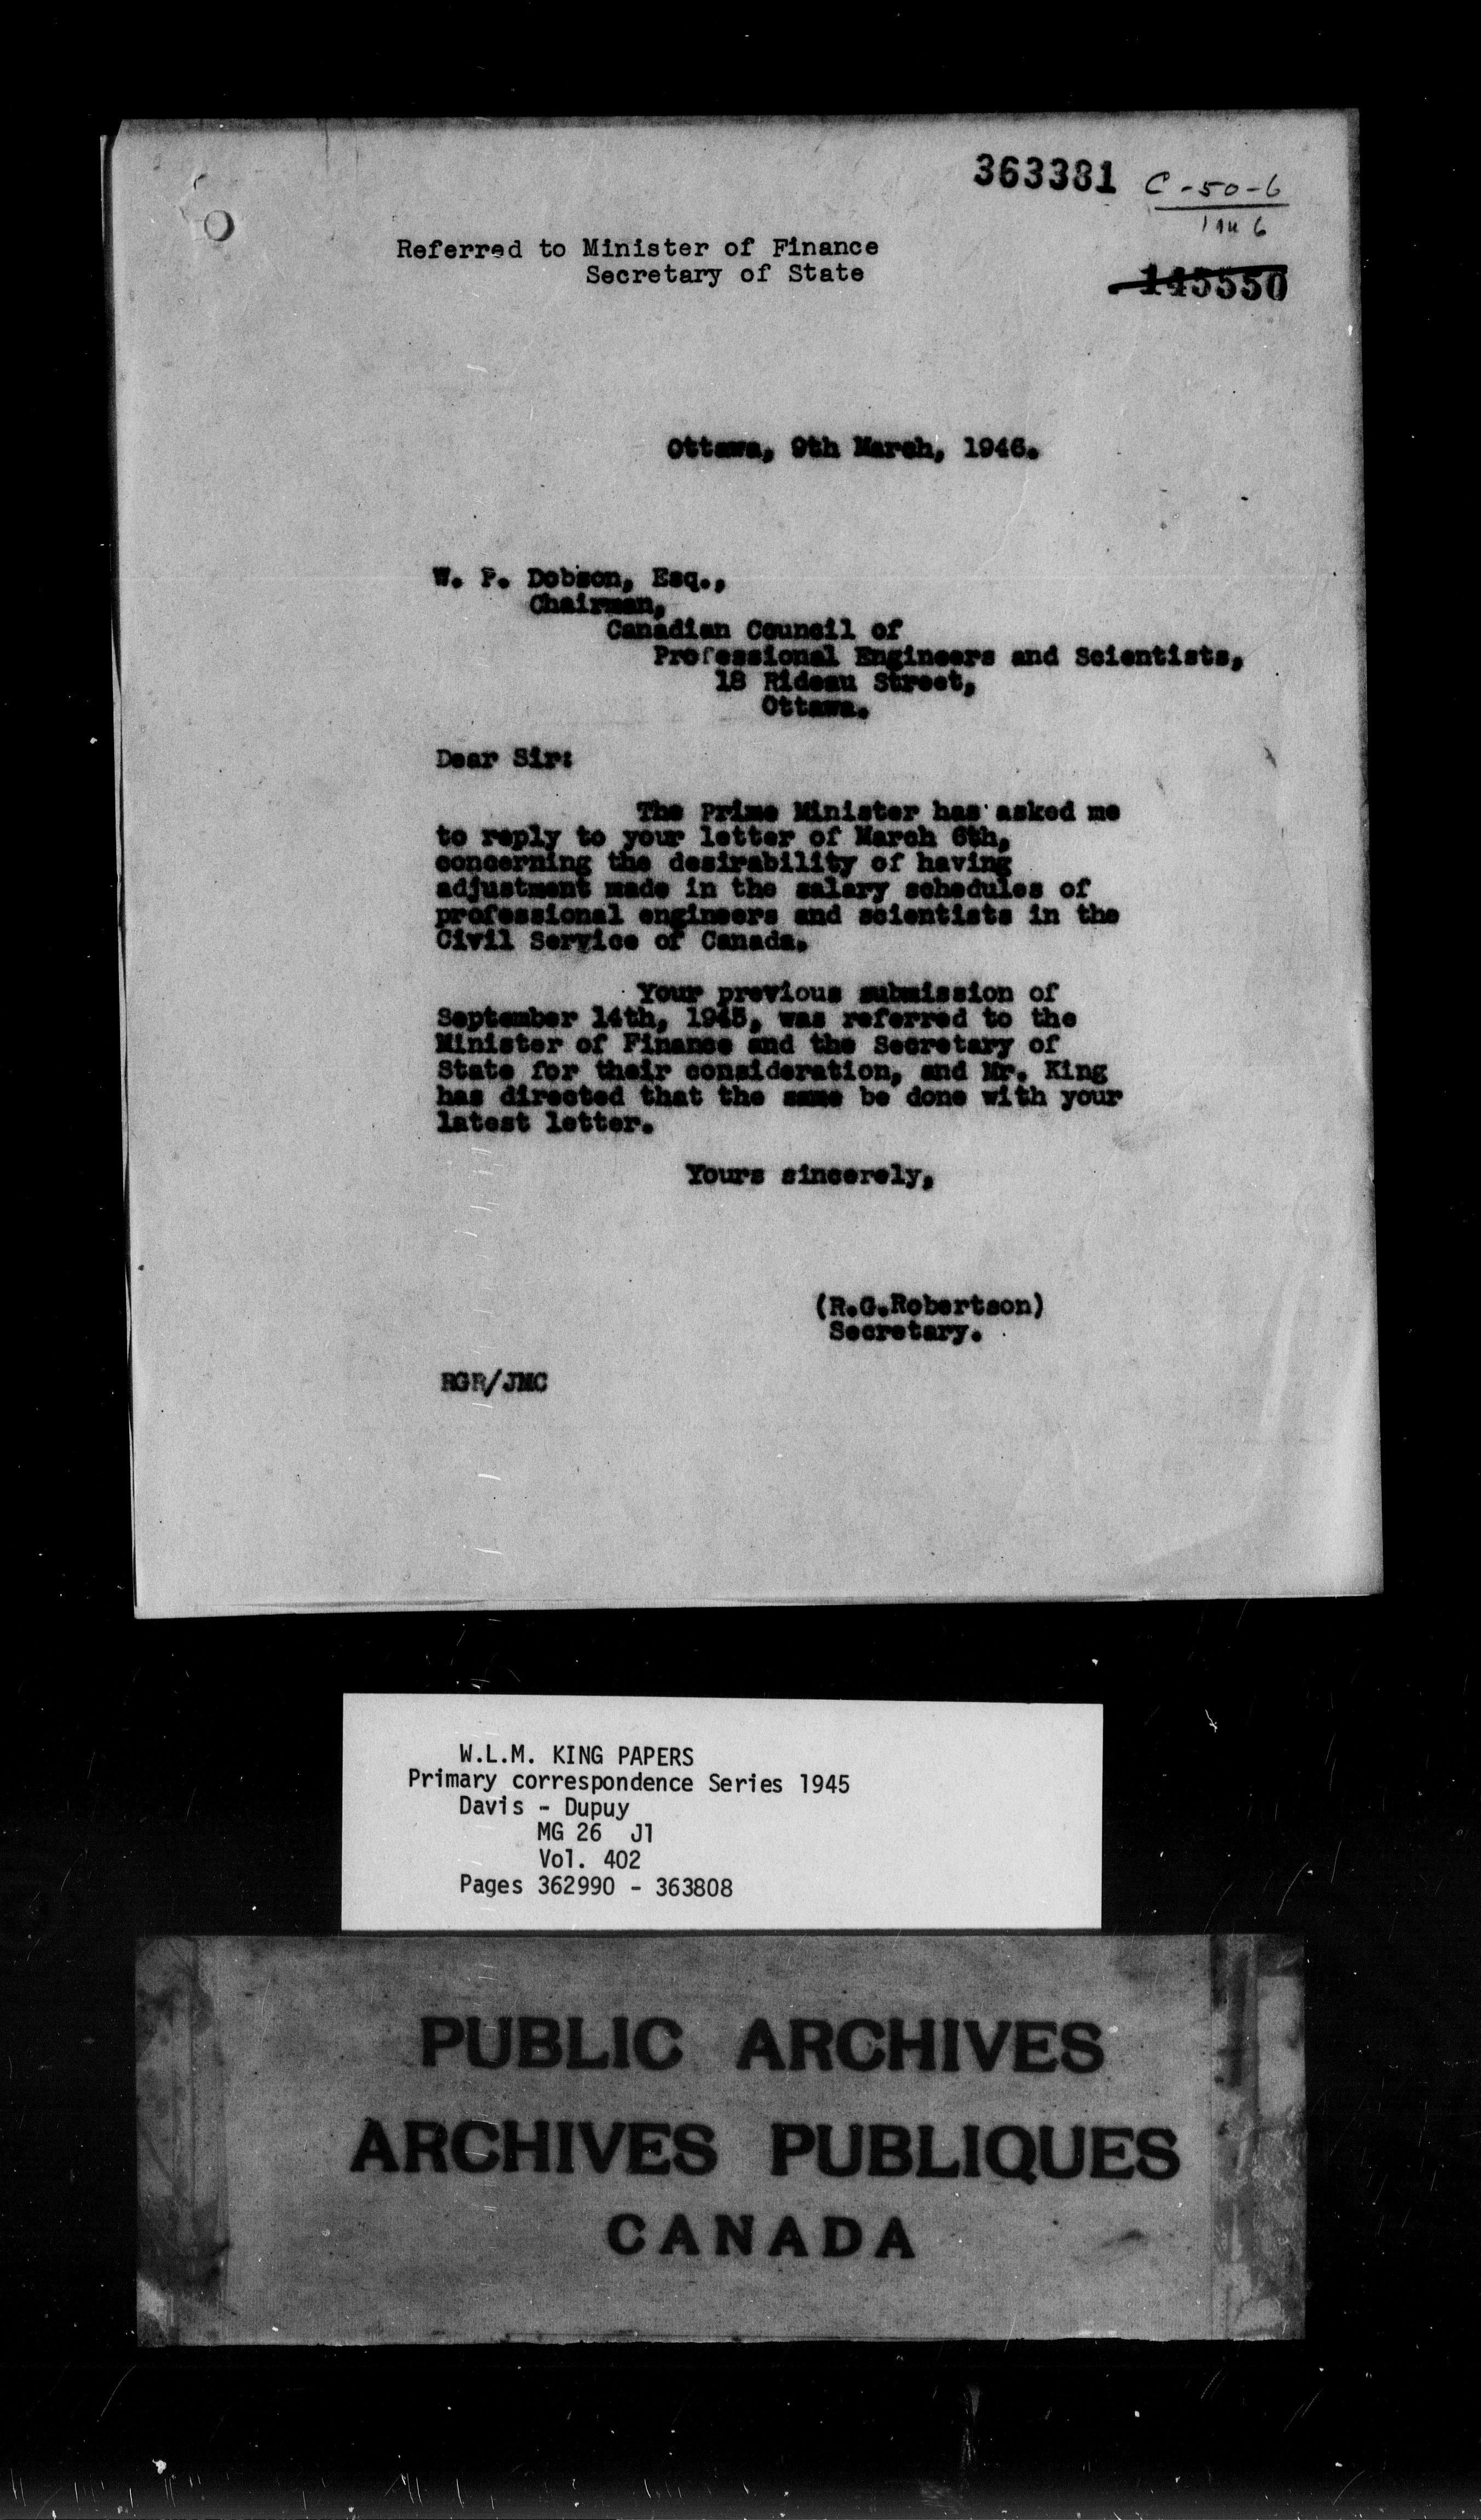 363381
C-50-6
Referred to Minister of Finance
Secretary of State
145550
Ottawa, 9th March, 1946.
W. P. Dobson, Esq.,
Chairman,
Canadian Council of
Professional Engineers and Scientists,
18 Rideau Street,
Ottawa.
Dear Sir:
The Prime Minister has asked me
to reply to your letter of March 6th,
concerning the desirability of having
adjustment made in the salary schedules of
professional engineers and scientists in the
Civil Service of Canada.
Your previous submission of
September 14th, 1945, was referred to the
Minister of Finance and the Secretary of
State for their consideration, and Mr. King
has directed that the same be done with your
latest letter.
Yours sincerely,
(R.G.Robertson)
Secretary.
RGR/JMC
W.L.M. KING PAPERS
Primary correspondence Series 1945
Davis - Dupuy
MG 26 J1
Vol. 402
Pages 362990 - 363808
PUBLIC ARCHIVES
ARCHIVES PUBLIQUES
CANADA